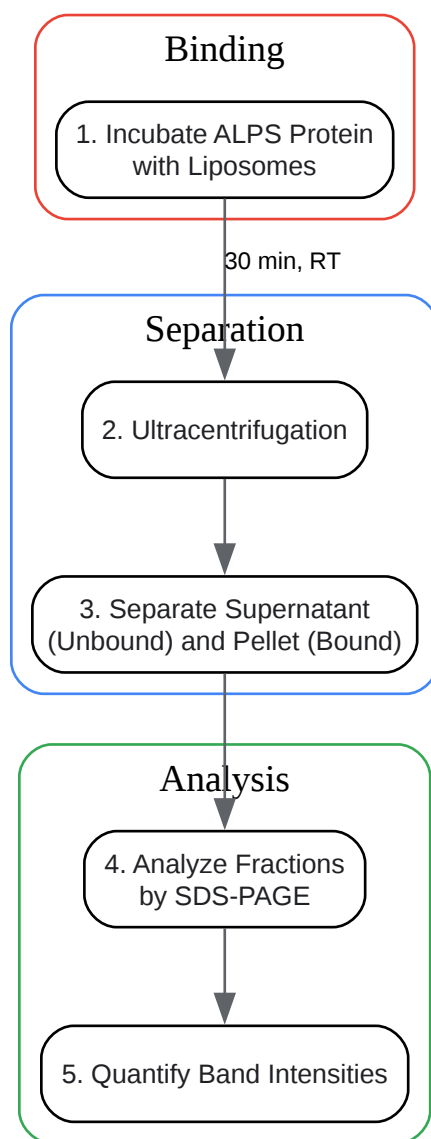 Binding
1. Incubate ALPS Protein
with Liposomes
30 min, RT
Separation
2. Ultracentrifugation
3. Separate Supernatant
(Unbound) and Pellet (Bound)
Analysis
4. Analyze Fractions
by SDS-PAGE
5. Quantify Band Intensities